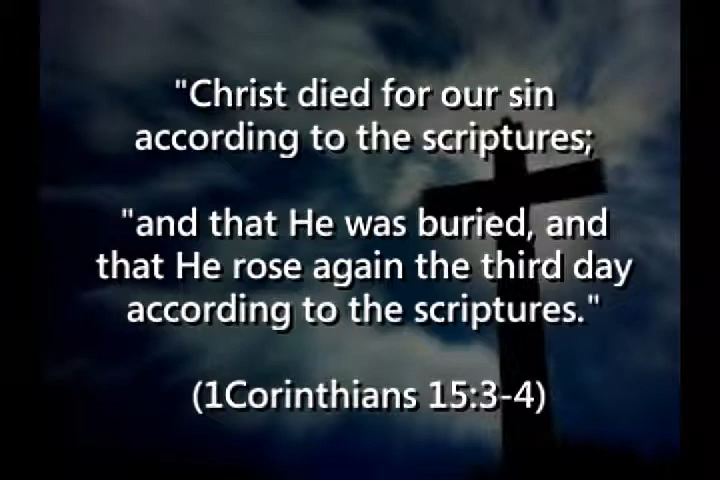 "Christ died for our sin
according to the scriptures;
"and that He was buried, and
that He rose again the third day
according to the scriptures."
(1Corinthians 15:3-4)